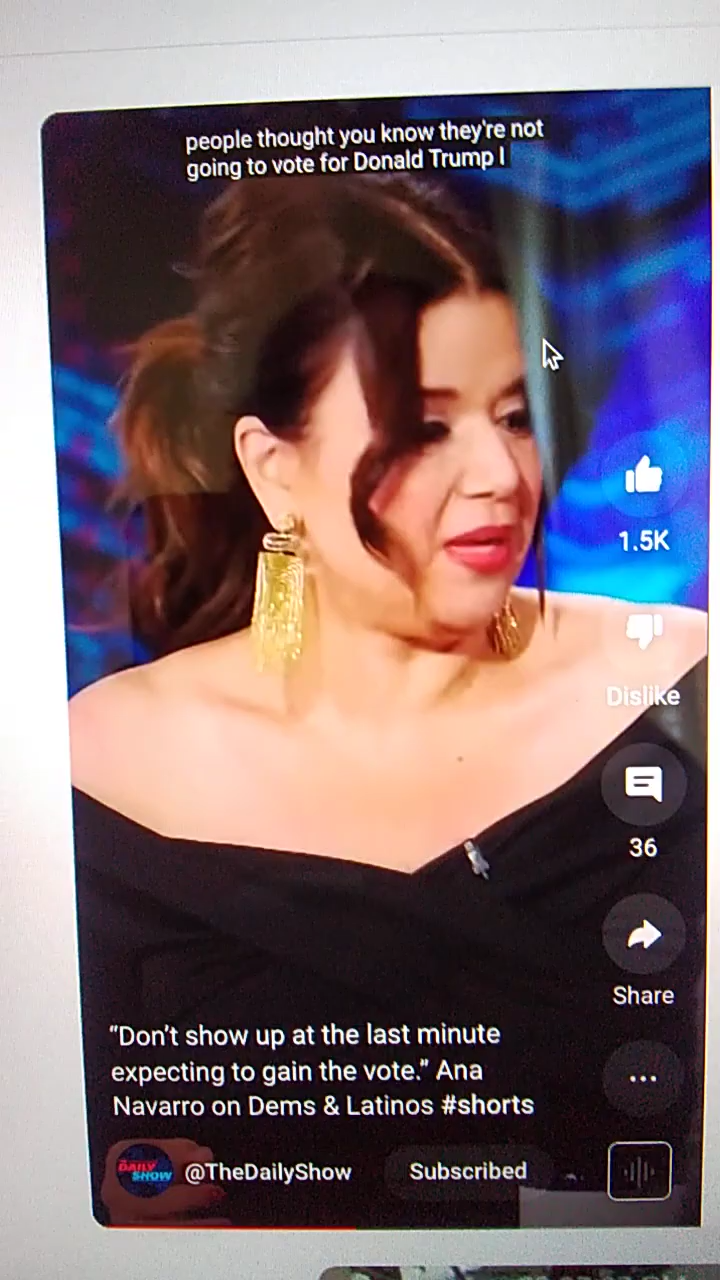 people thought you know they're not
going to vote for Donald Trump I
1.5K
Dislike
36
Share
“Don’t show up at the last minute
expecting to gain the vote.” Ana
Navarro on Dems & Latinos #shorts
DAILY
SHOW
@TheDailyShow
Subscribed